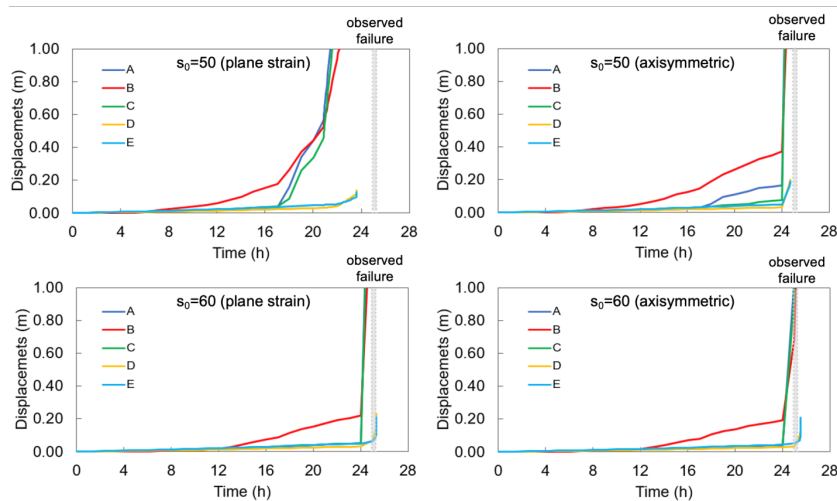 observed
failure
s₀=50 (plane strain)
A
B
C
D
E
Displacemets (m)
1.00
0.80
0.60
0.40
0.20
0.00
0 4 8 12 16 20 24 28
Time (h)
observed
failure
s₀=50 (axisymmetric)
A
B
C
D
E
Displacemets (m)
1.00
0.80
0.60
0.40
0.20
0.00
0 4 8 12 16 20 24 28
Time (h)
observed
failure
s₀=60 (plane strain)
A
B
C
D
E
Displacemets (m)
1.00
0.80
0.60
0.40
0.20
0.00
0 4 8 12 16 20 24 28
Time (h)
observed
failure
s₀=60 (axisymmetric)
A
B
C
D
E
Displacemets (m)
1.00
0.80
0.60
0.40
0.20
0.00
0 4 8 12 16 20 24 28
Time (h)